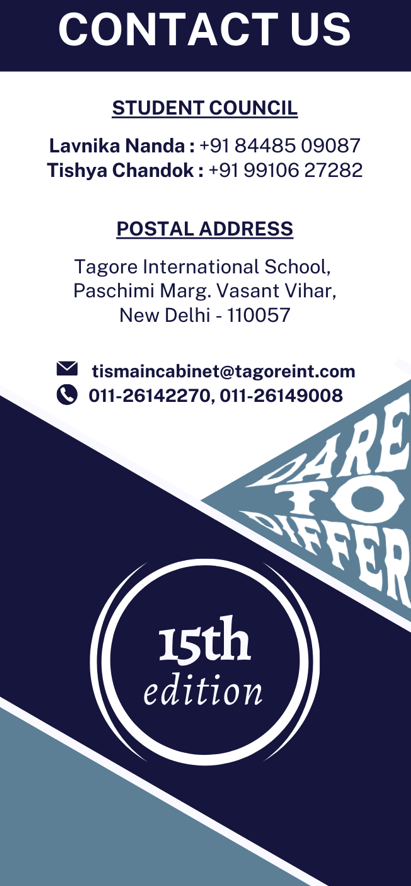 CONTACT US
STUDENT COUNCIL
Lavnika Nanda : +91 84485 09087
Tishya Chandok : +91 99106 27282
POSTAL ADDRESS
Tagore International School,
Paschimi Marg. Vasant Vihar,
New Delhi - 110057
tismaincabinet@tagoreint.com
011-26142270, 011-26149008
DARE
TO
DIFFER
15th
edition